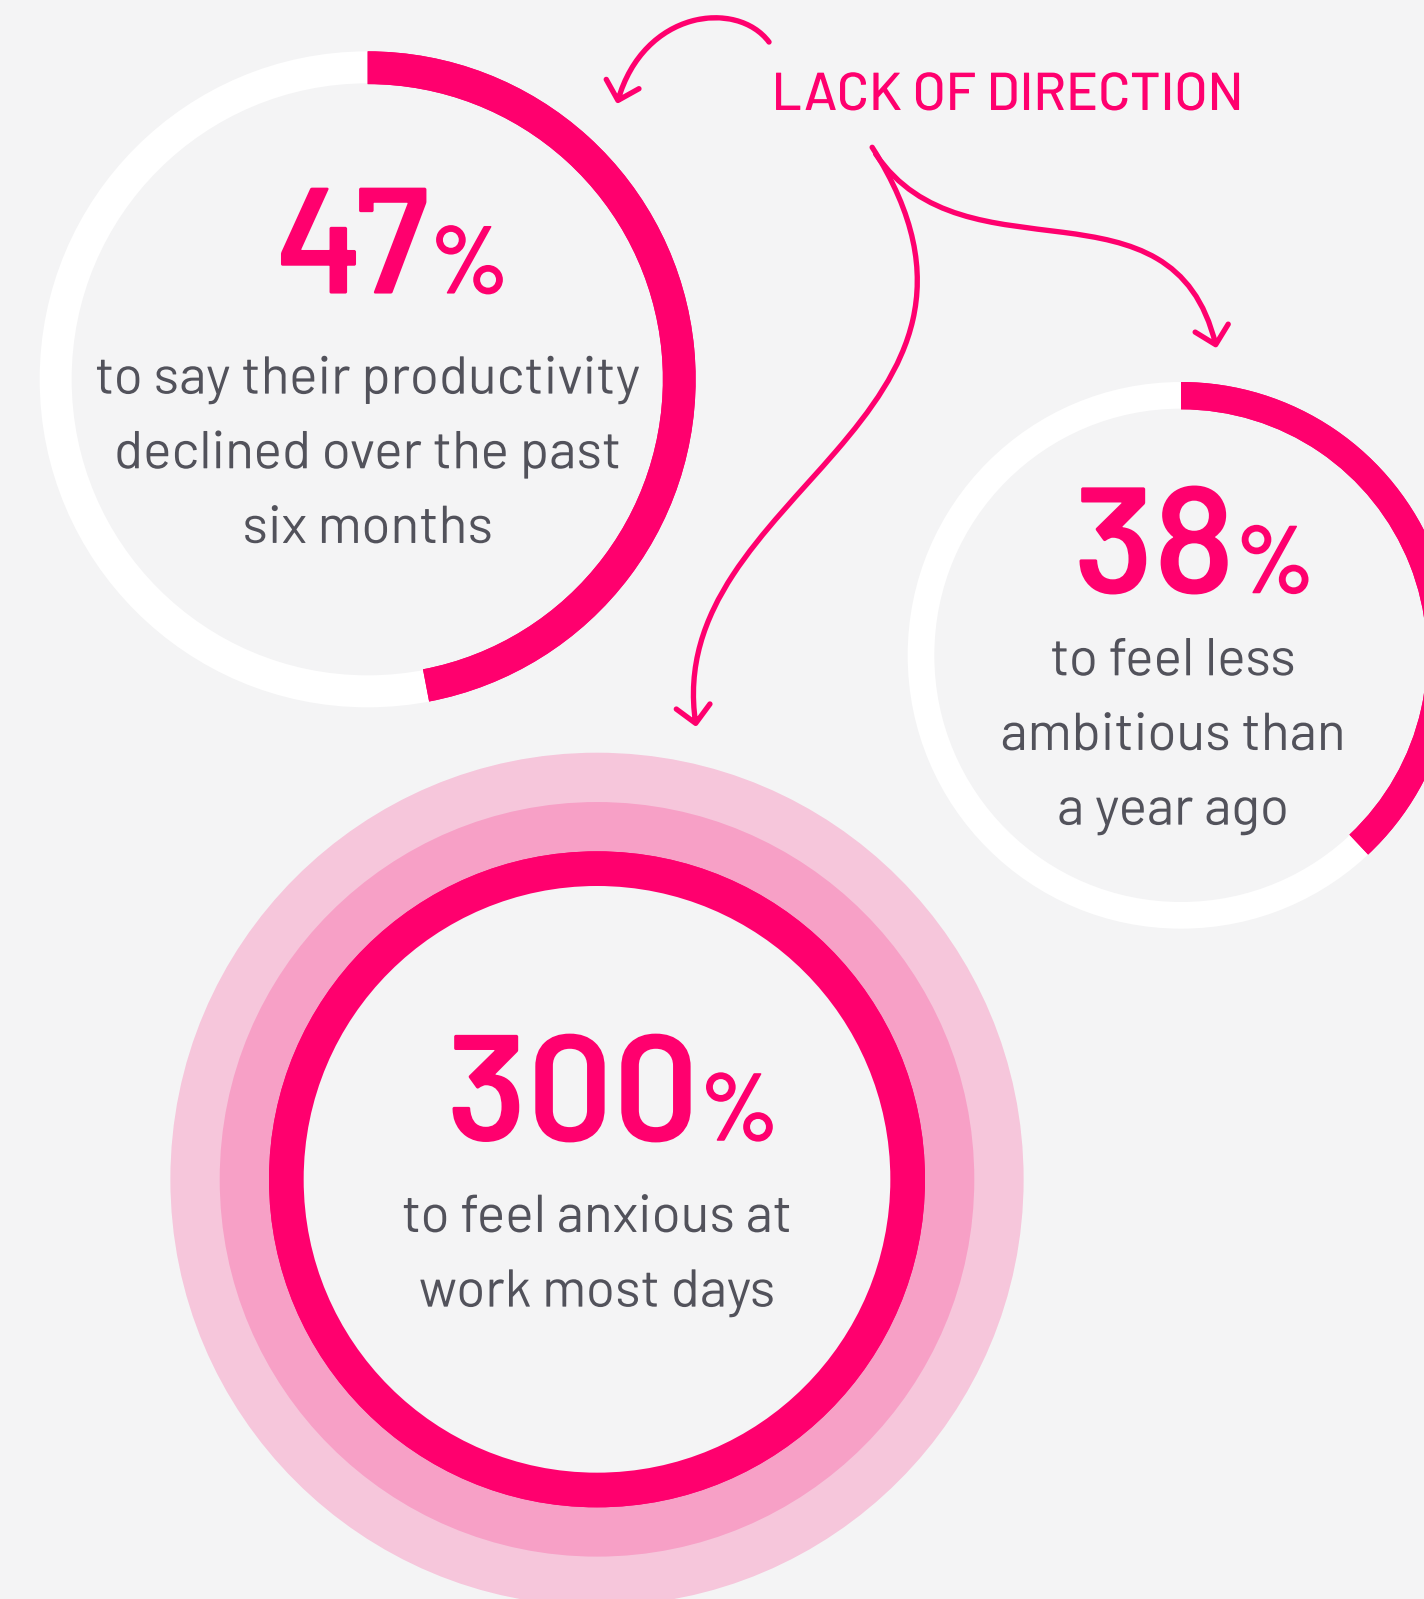 LACK OF DIRECTION
47%
to say their productivity
declined over the past
six months
38%
to feel less
ambitious than
a year ago
300%
to feel anxious at
work most days